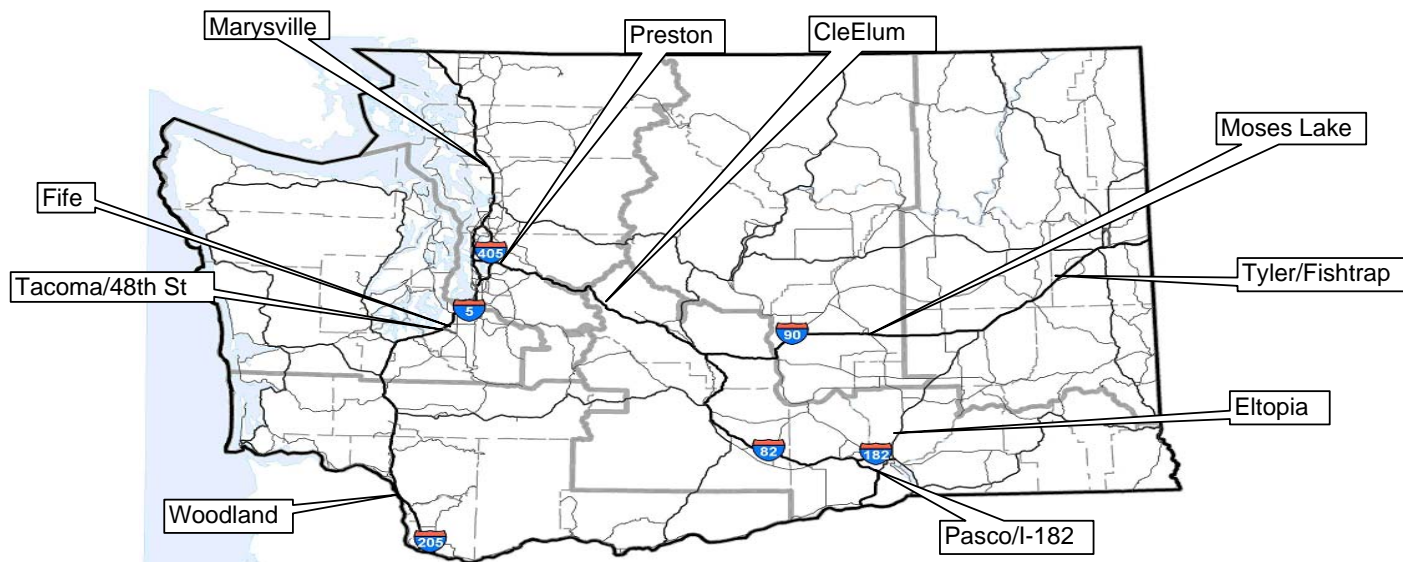 Marysville
Preston
CleElum
Moses Lake
Fife
405
Tacoma/48th St
Tyler/Fishtrap
5
90
Eltopia
82
182
Woodland
205
Pasco/I-182